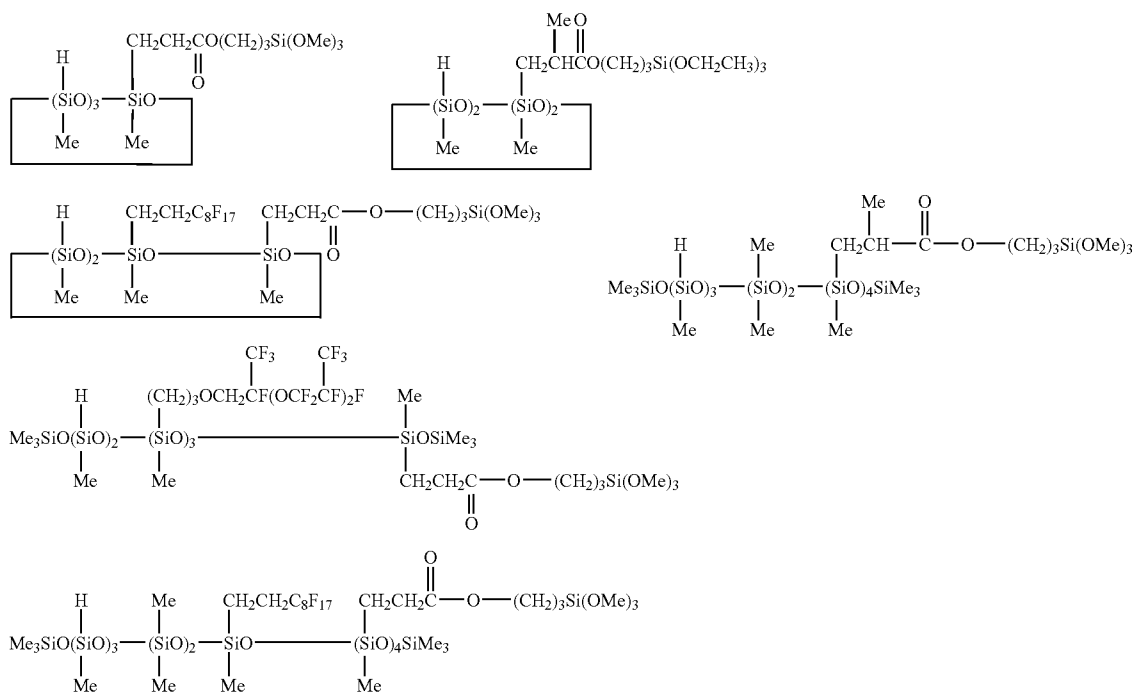 Me O
CH₂CH₂CO(CH₂)₃Si(OMe)₃
H
O
CH₂CHCO(CH₂)₃Si(OCH₂CH₃)₃
H
(SiO)₃ SiO
(SiO)₂ (SiO)₂
Me Me
Me Me
H CH₂CH₂C₈F₁₇ CH₂CH₂C O (CH₂)₃Si(OMe)₃
O
(SiO)₂ SiO SiO
Me Me Me
Me O
H Me CH₂CH C O (CH₂)₃Si(OMe)₃
Me₃SiO(SiO)₃ (SiO)₂ (SiO)₄SiMe₃
Me Me Me
CF₃ CF₃
H (CH₂)₃OCH₂CF(OCF₂CF)₂F Me
Me₃SiO(SiO)₂ (SiO)₃ SiOSiMe₃
Me Me CH₂CH₂C O (CH₂)₃Si(OMe)₃
O
O
H Me CH₂CH₂C₈F₁₇ CH₂CH₂C O (CH₂)₃Si(OMe)₃
Me₃SiO(SiO)₃ (SiO)₂ SiO (SiO)₄SiMe₃
Me Me Me Me